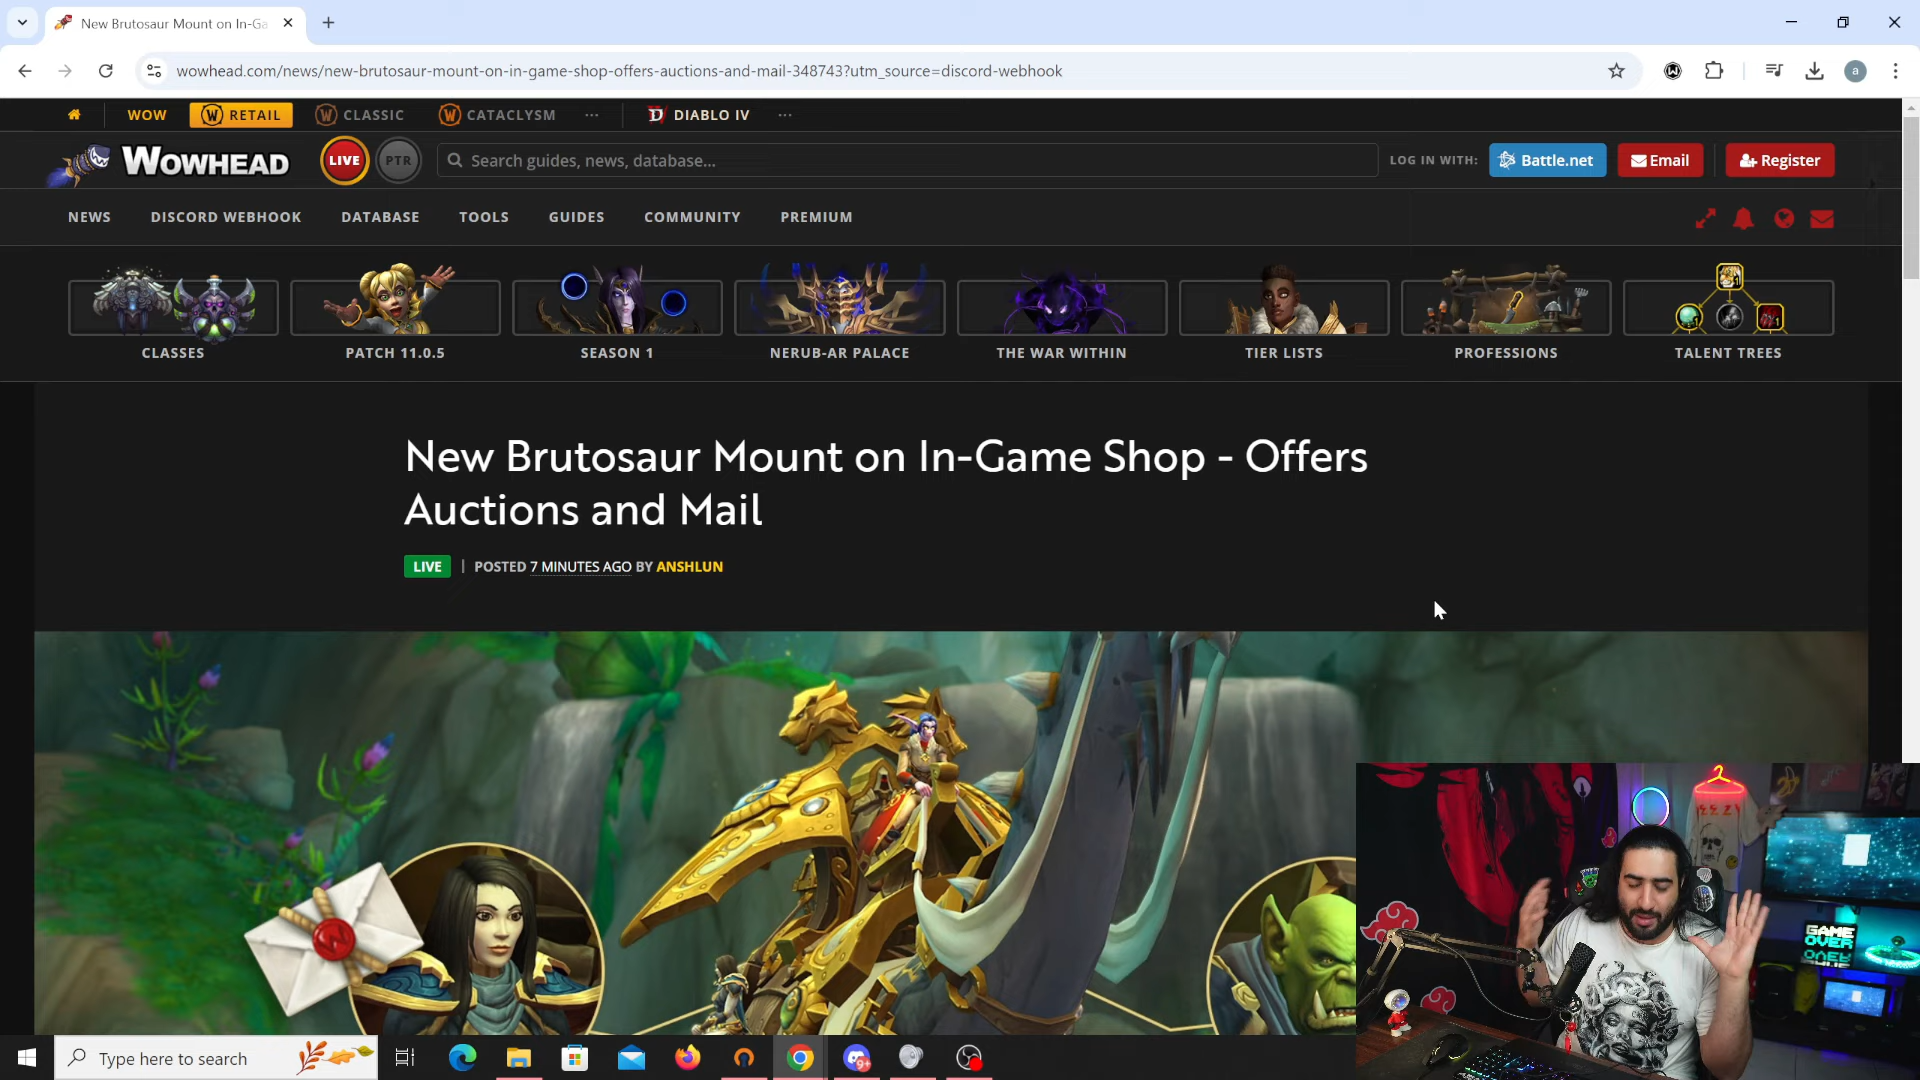 New Brutosaur Mount on In-Ga
wowhead.com/news/new-brutosaur-mount-on-in-game-shop-offers-auctions-and-mail-348743?utm_source=discord-webhook
a
WOW
RETAIL
CLASSIC
CATACLYSM
DIABLO IV
WOWHEAD
LIVE
PTR
Search guides, news, database...
LOG IN WITH:
Battle.net
Email
Register
NEWS
DISCORD WEBHOOK
DATABASE
TOOLS
GUIDES
COMMUNITY
PREMIUM
CLASSES
PATCH 11.0.5
SEASON 1
NERUB-AR PALACE
THE WAR WITHIN
TIER LISTS
PROFESSIONS
TALENT TREES
New Brutosaur Mount on In-Game Shop - Offers
Auctions and Mail
LIVE | POSTED 7 MINUTES AGO BY ANSHLUN
GAME
OVER
Type here to search
9+